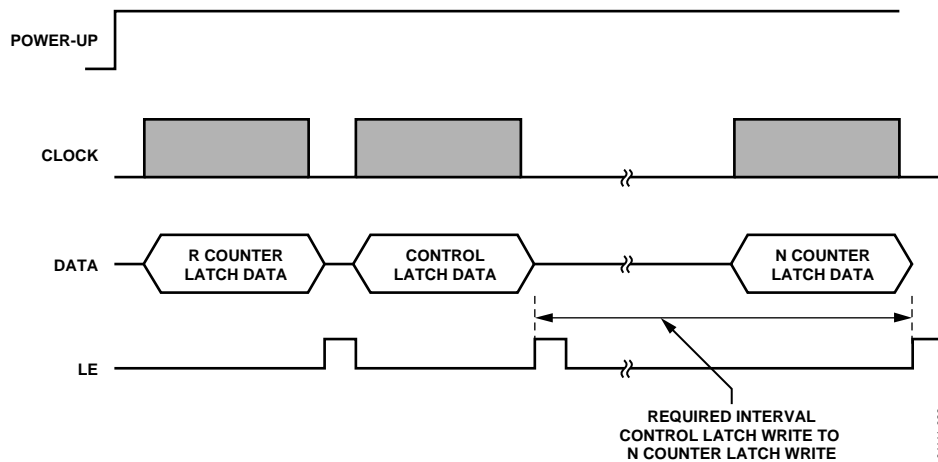 POWER-UP
CLOCK
DATA
R COUNTER
LATCH DATA
CONTROL
LATCH DATA
N COUNTER
LATCH DATA
LE
REQUIRED INTERVAL
CONTROL LATCH WRITE TO
N COUNTER LATCH WRITE